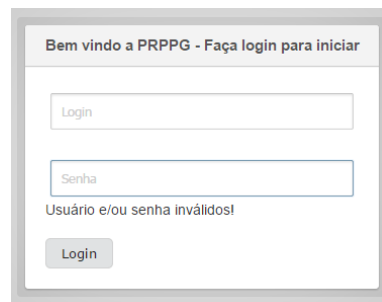 Bem vindo a PRPPG - Faça login para iniciar
Login
Senha
Usuário e/ou senha inválidos!
Login